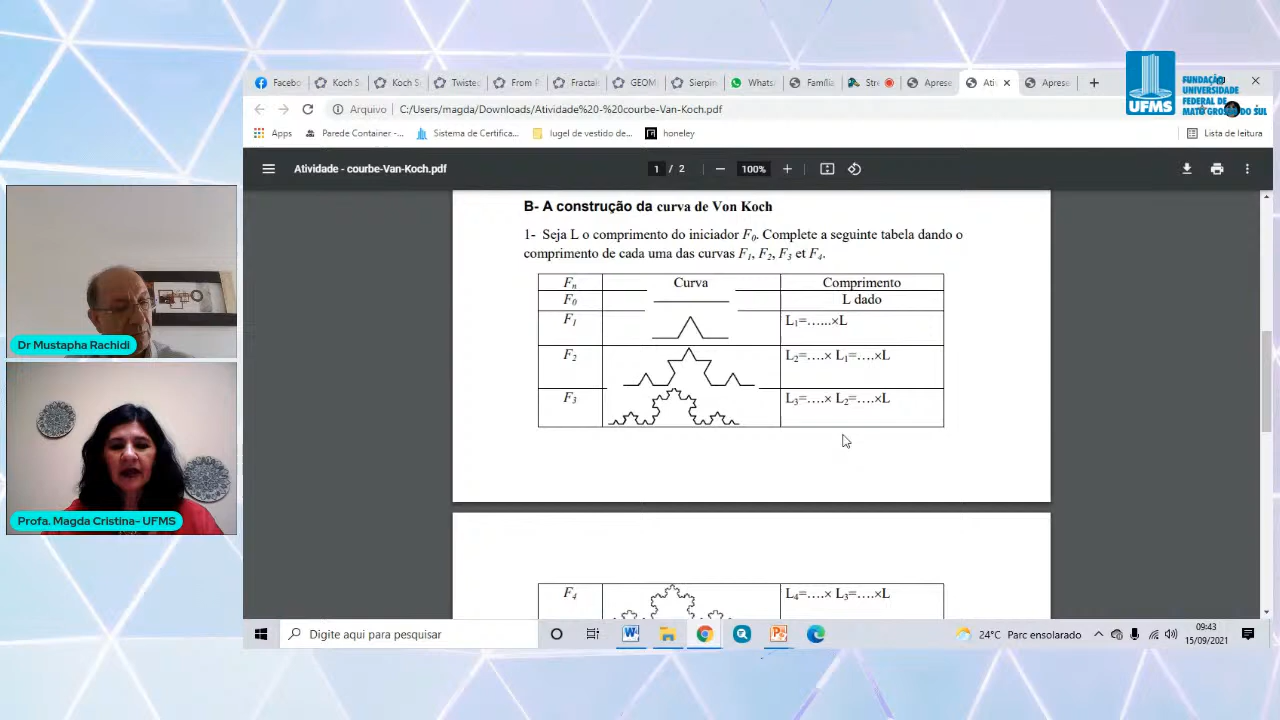 Facebo
Koch S
Koch S
Twiste
From R
Fractal
GEOM
Sierpin
Whats
Família
Stre
Aprese
Ativ
Aprese
UFMS
FUNDAÇÃO
UNIVERSIDADE
FEDERAL DE
MATO GROSSO DO SUL
Arquivo
C:/Users/magda/Downloads/Atividade%20-%20courbe-Van-Koch.pdf
Apps
Parede Container -...
Sistema de Certifica...
lugel de vestido de...
honeley
Lista de leitura
Atividade - courbe-Van-Koch.pdf
1 / 2
100%
B- A construção da curva de Von Koch
1- Seja L o comprimento do iniciador F₀. Complete a seguinte tabela dando o
comprimento de cada uma das curvas F₁, F₂, F₃ et F₄.
Fₙ Curva Comprimento
F₀ L dado
F₁ L₁=…...×L
F₂ L₂=….× L₁=….×L
F₃ L₃=….× L₂=….×L
F₄ L₄=….× L₃=….×L
Dr Mustapha Rachidi
Profa. Magda Cristina- UFMS
Digite aqui para pesquisar
24°C Parc ensolarado
09:43
15/09/2021